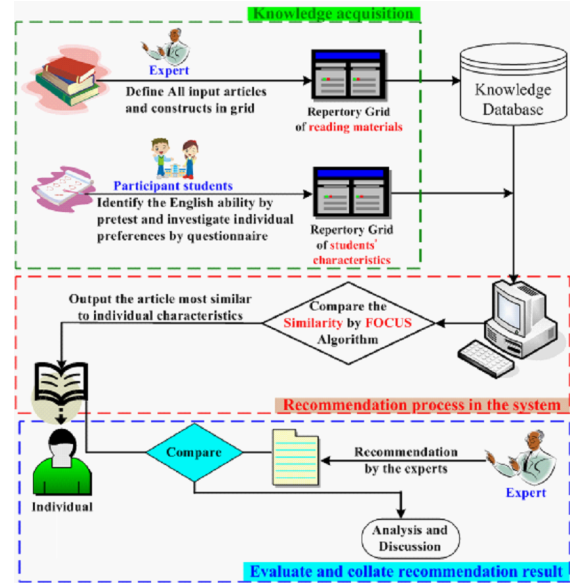 Knowledge acquisition
Expert
Define All input articles
and constructs in grid
Repertory Grid
of reading materials
Knowledge
Database
Participant students
Identify the English ability by
pretest and investigate individual
preferences by questionnaire
Repertory Grid
of students'
characteristics
Output the article most similar
to individual characteristics
Compare the
Similarity by FOCUS
Algorithm
Recommendation process in the system
Individual
Compare
Recommendation
by the experts
Expert
Analysis and
Discussion
Evaluate and collate recommendation result